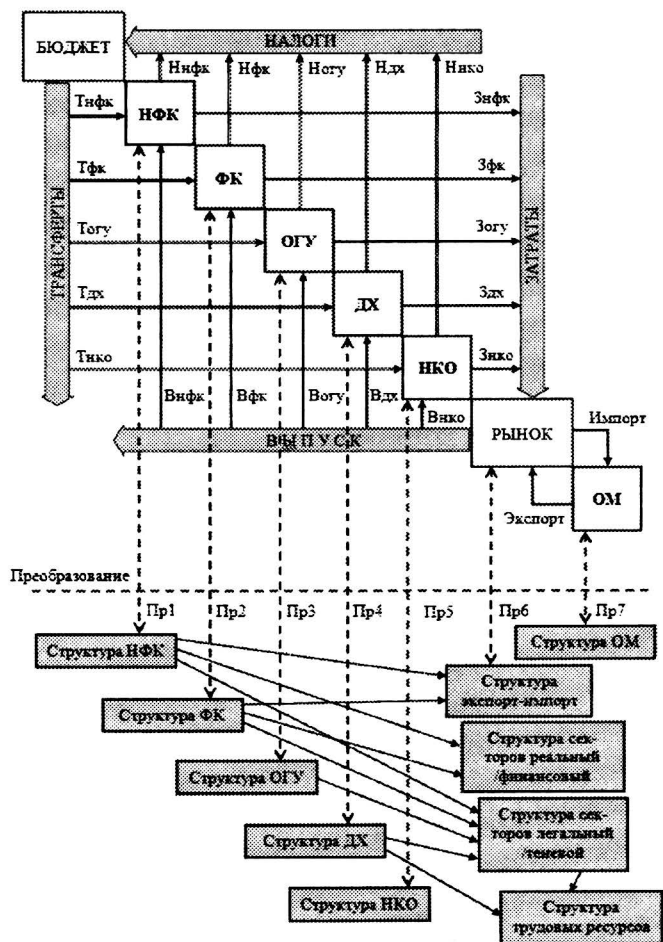 БЮДЖЕТ
НАЛОГИ
Ннфк
Нфк
Ногу
Ндх
Ннко
Тнфк
НФК
Знфк
Тфк
ФК
Зфк
ТРАНСФЕРТЫ
Тогу
ОГУ
Зогу
ЗАТРАТЫ
Тдх
ДХ
Здх
Тнко
НКО
Знко
Внфк
Вфк
Вогу
Вдх
Внко
ВЫПУСК
РЫНОК
Импорт
Экспорт
ОМ
Преобразование
Пр1
Пр2
Пр3
Пр4
Пр5
Пр6
Пр7
Структура НФК
Структура ОМ
Структура
экспорт-импорт
Структура ФК
Структура сек-
торов реальный
/финансовый
Структура ОГУ
Структура сек-
торов легальный
/теневой
Структура ДХ
Структура НКО
Структура
трудовых ресурсов